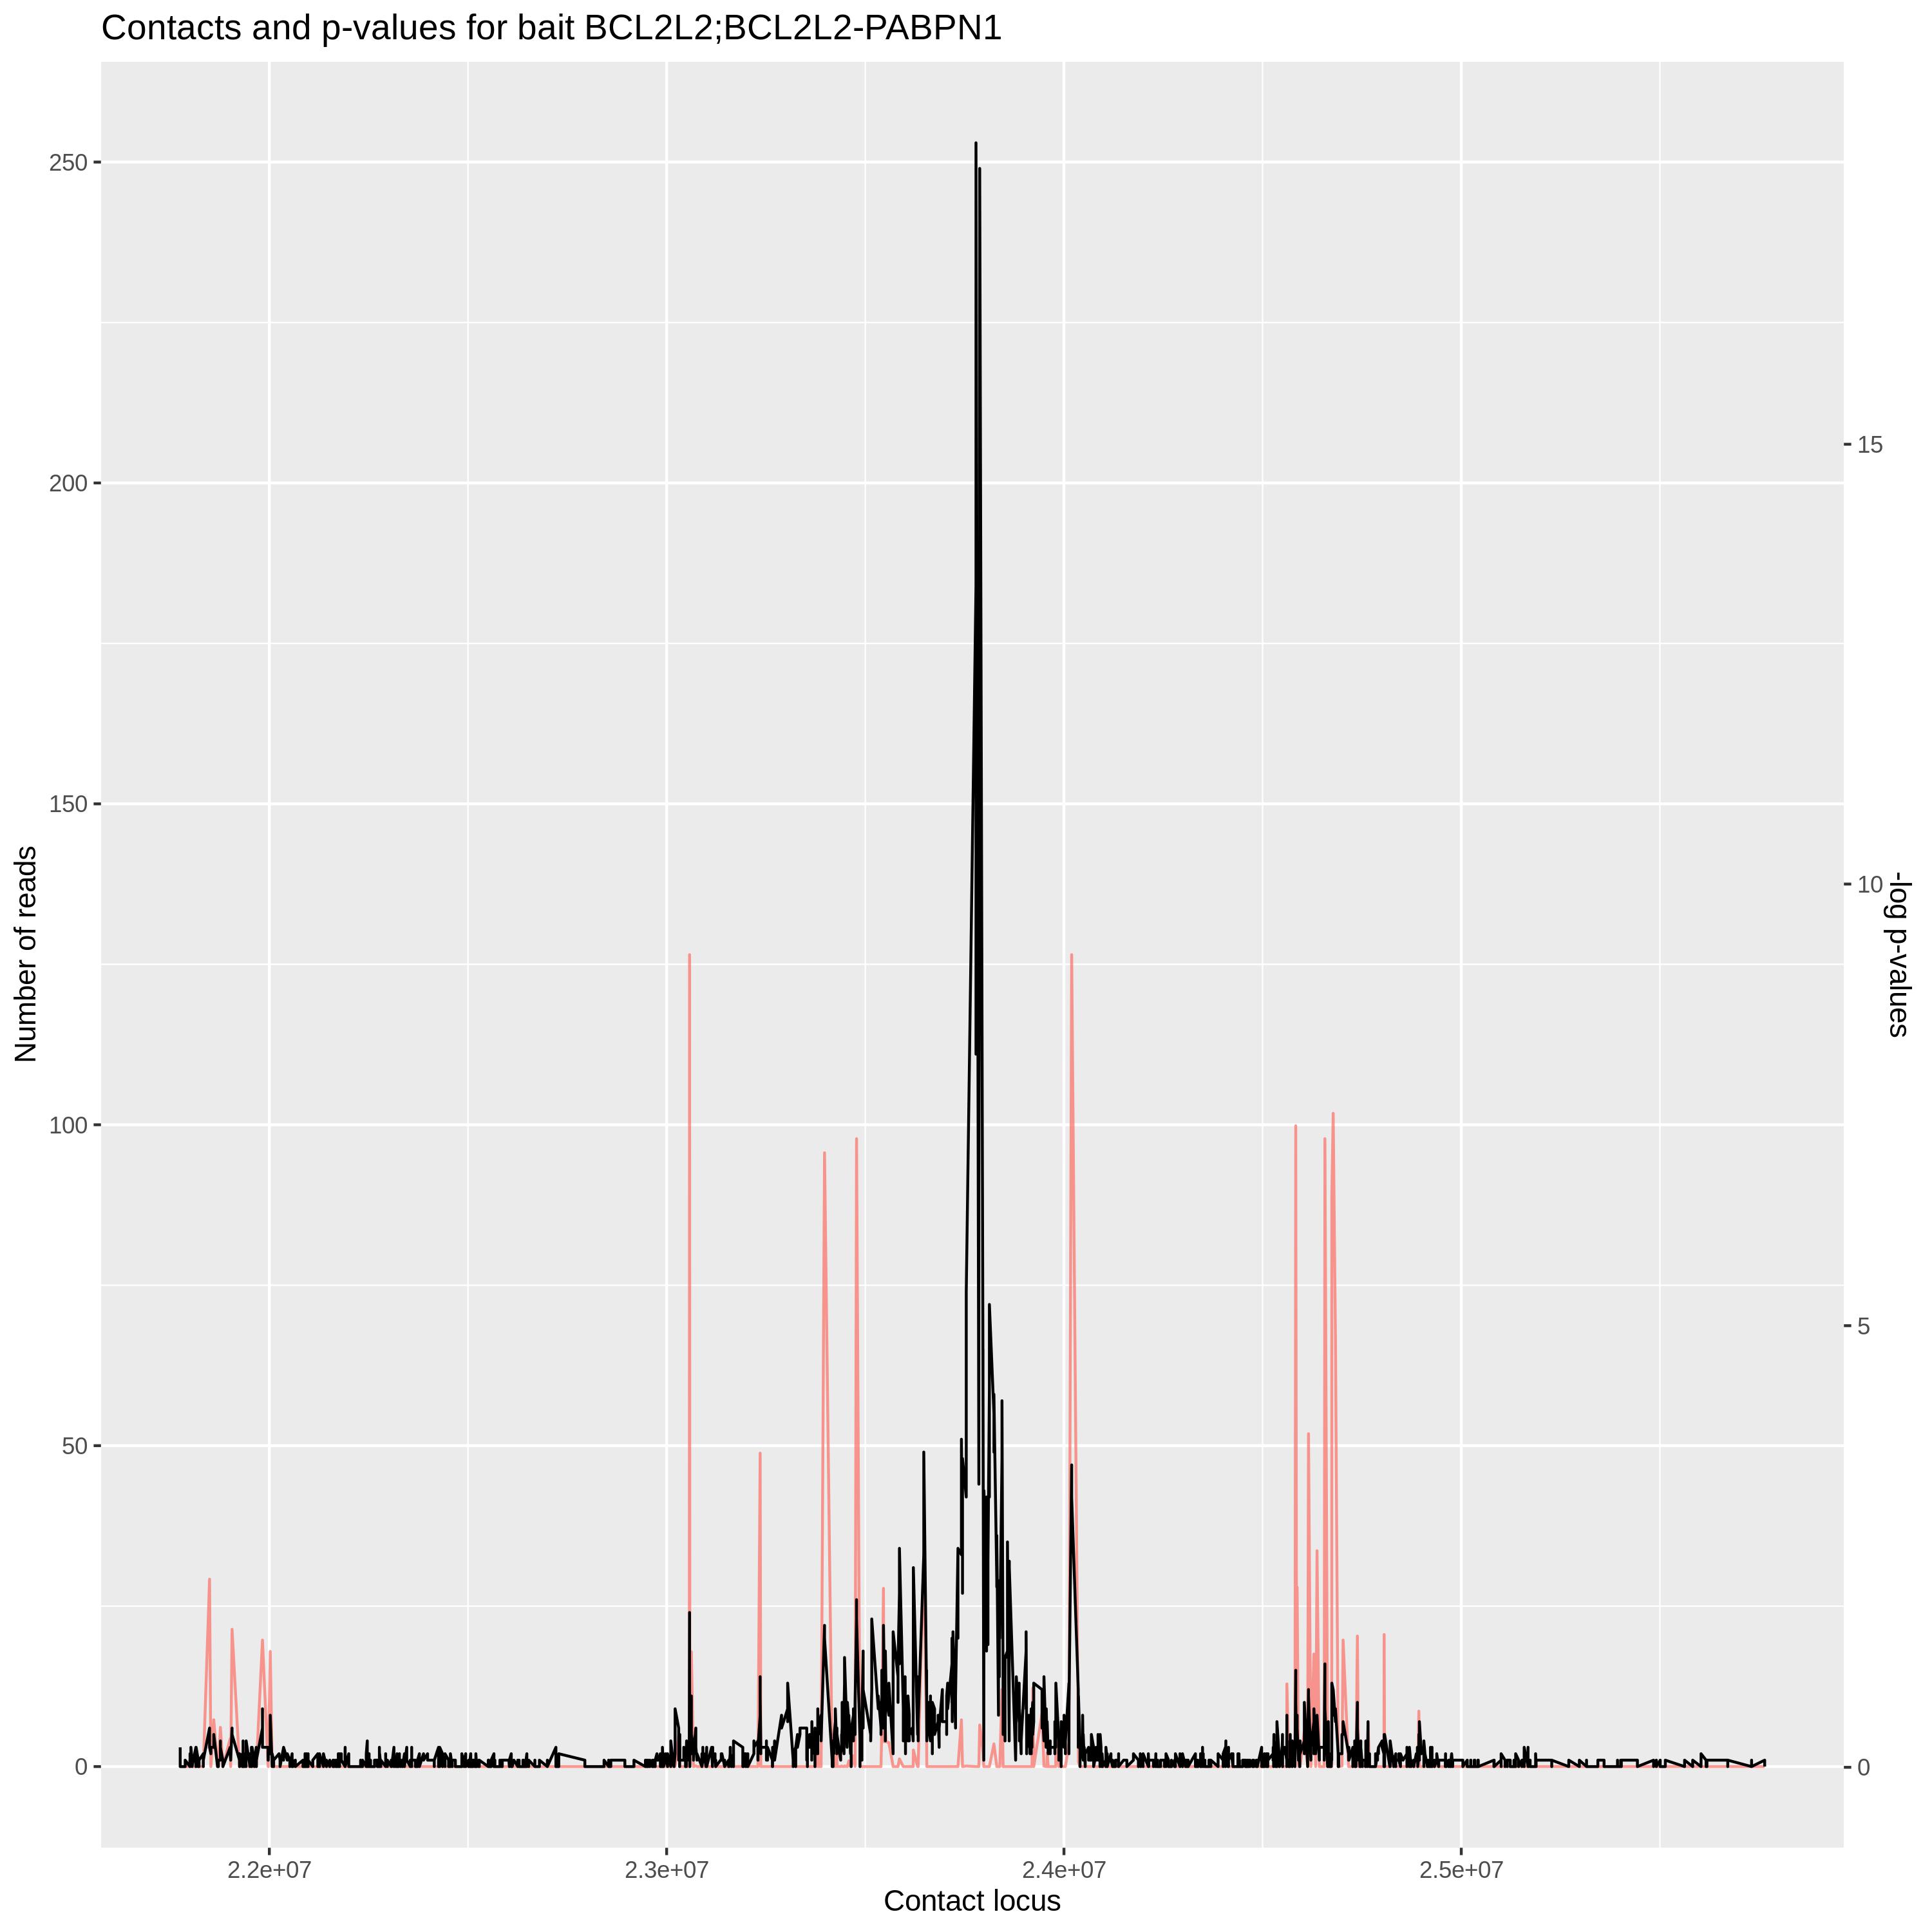 Contacts and p-values for bait BCL2L2;BCL2L2-PABPN1
Number of reads
250
200
150
100
50
0
15
10
5
0
-log p-values
2.2e+07 2.3e+07 2.4e+07 2.5e+07
Contact locus